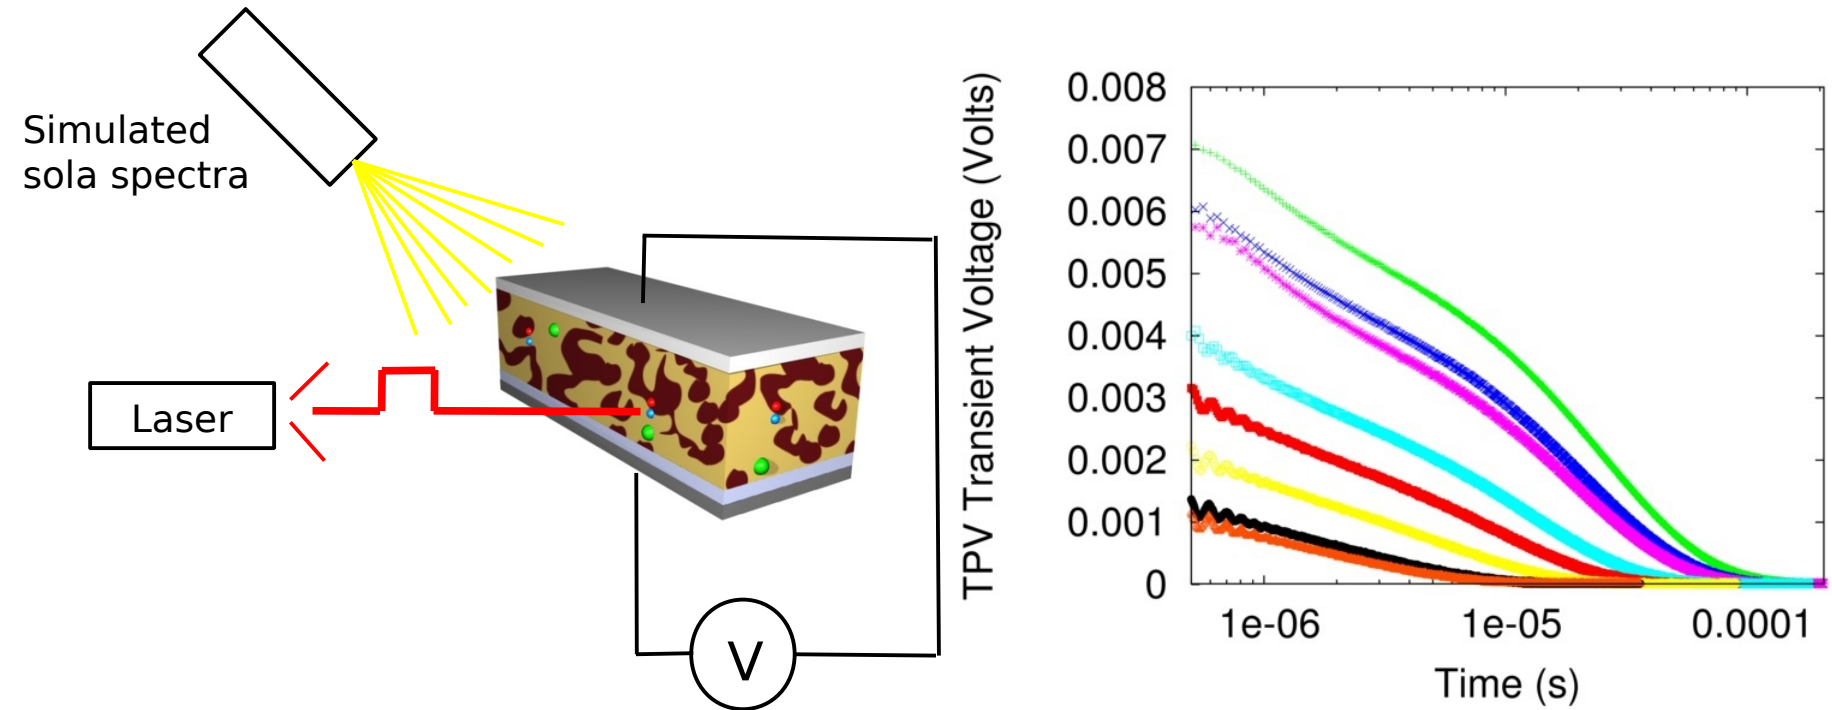 Simulated
sola spectra
Laser
V
TPV Transient Voltage (Volts)
0.008
0.007
0.006
0.005
0.004
0.003
0.002
0.001
0
1e-06 1e-05 0.0001
Time (s)